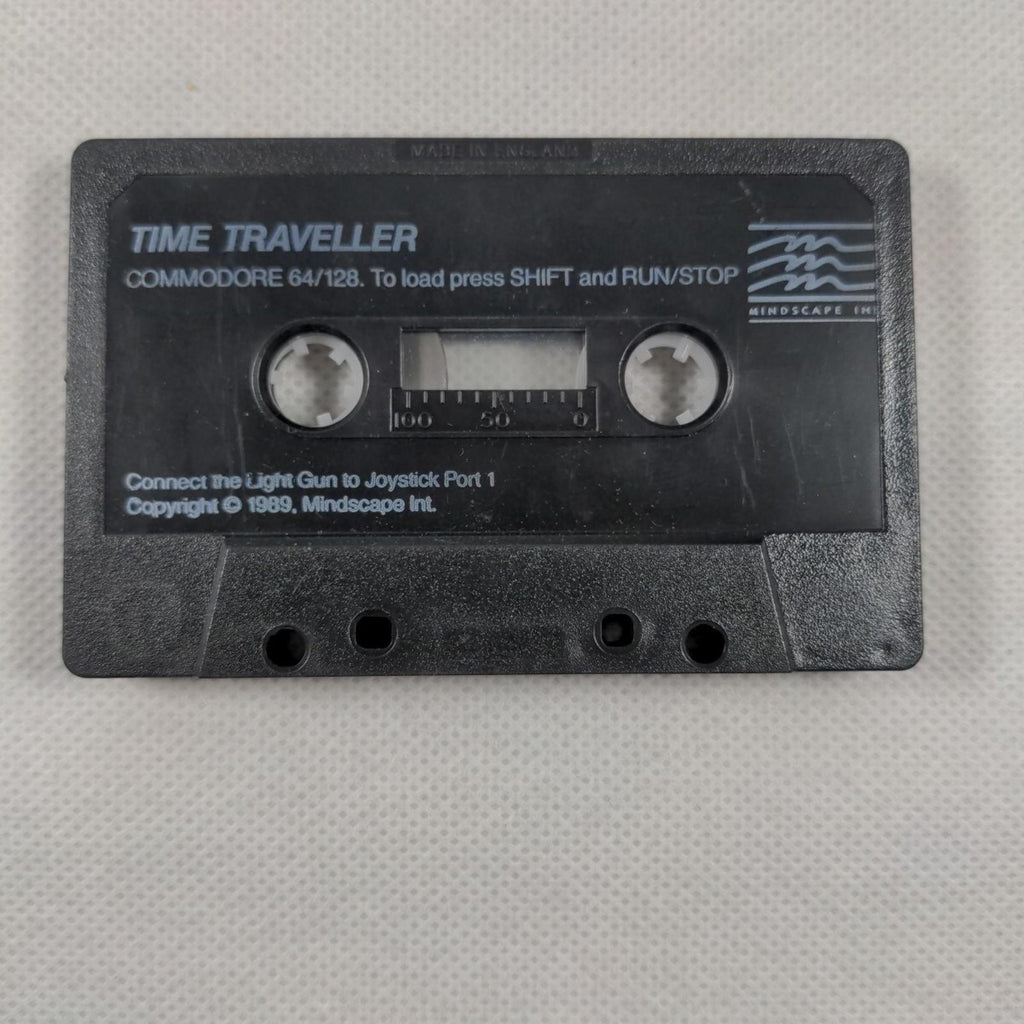 MADE IN ENGLAND
TIME TRAVELLER
COMMODORE 64/128. To load press SHIFT and RUN/STOP
MINDSCAPE IN
100 50 0
Connect the Light Gun to Joystick Port 1
Copyright © 1989, Mindscape Int.